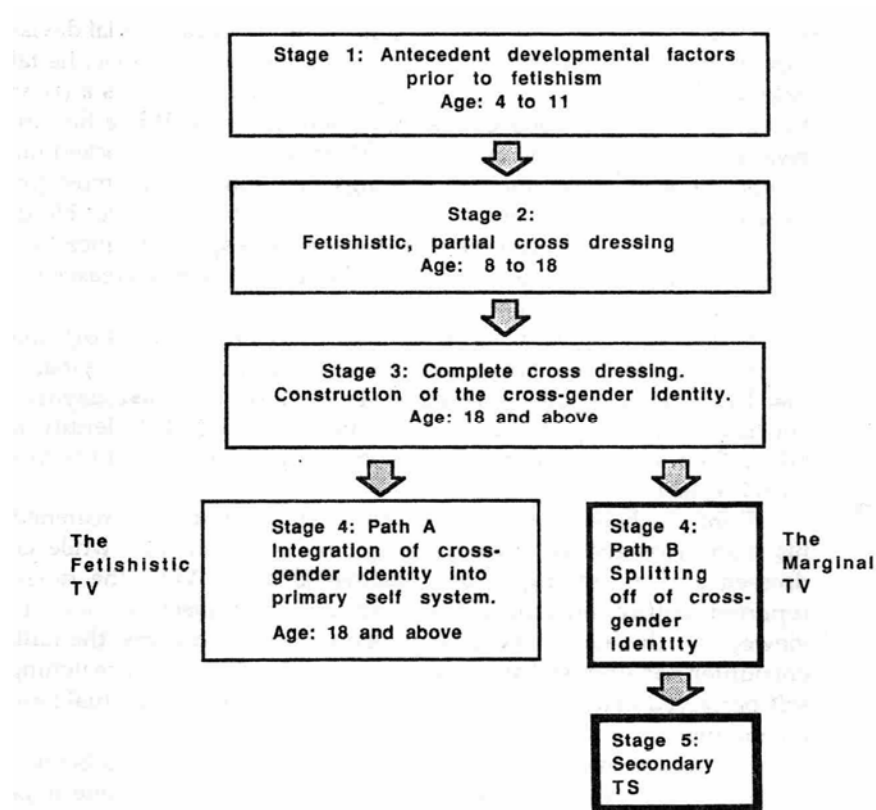 Stage 1: Antecedent developmental factors
prior to fetishism
Age: 4 to 11
Stage 2:
Fetishistic, partial cross dressing
Age: 8 to 18
Stage 3: Complete cross dressing.
Construction of the cross-gender Identity.
Age: 18 and above
The
Fetishistic
TV
Stage 4: Path A
Integration of cross-
gender Identity into
primary self system.
Age: 18 and above
Stage 4:
Path
Splitting
off of cross-
gender
Identity
The
Marginal
TV
Stage 5:
Secondary
TS